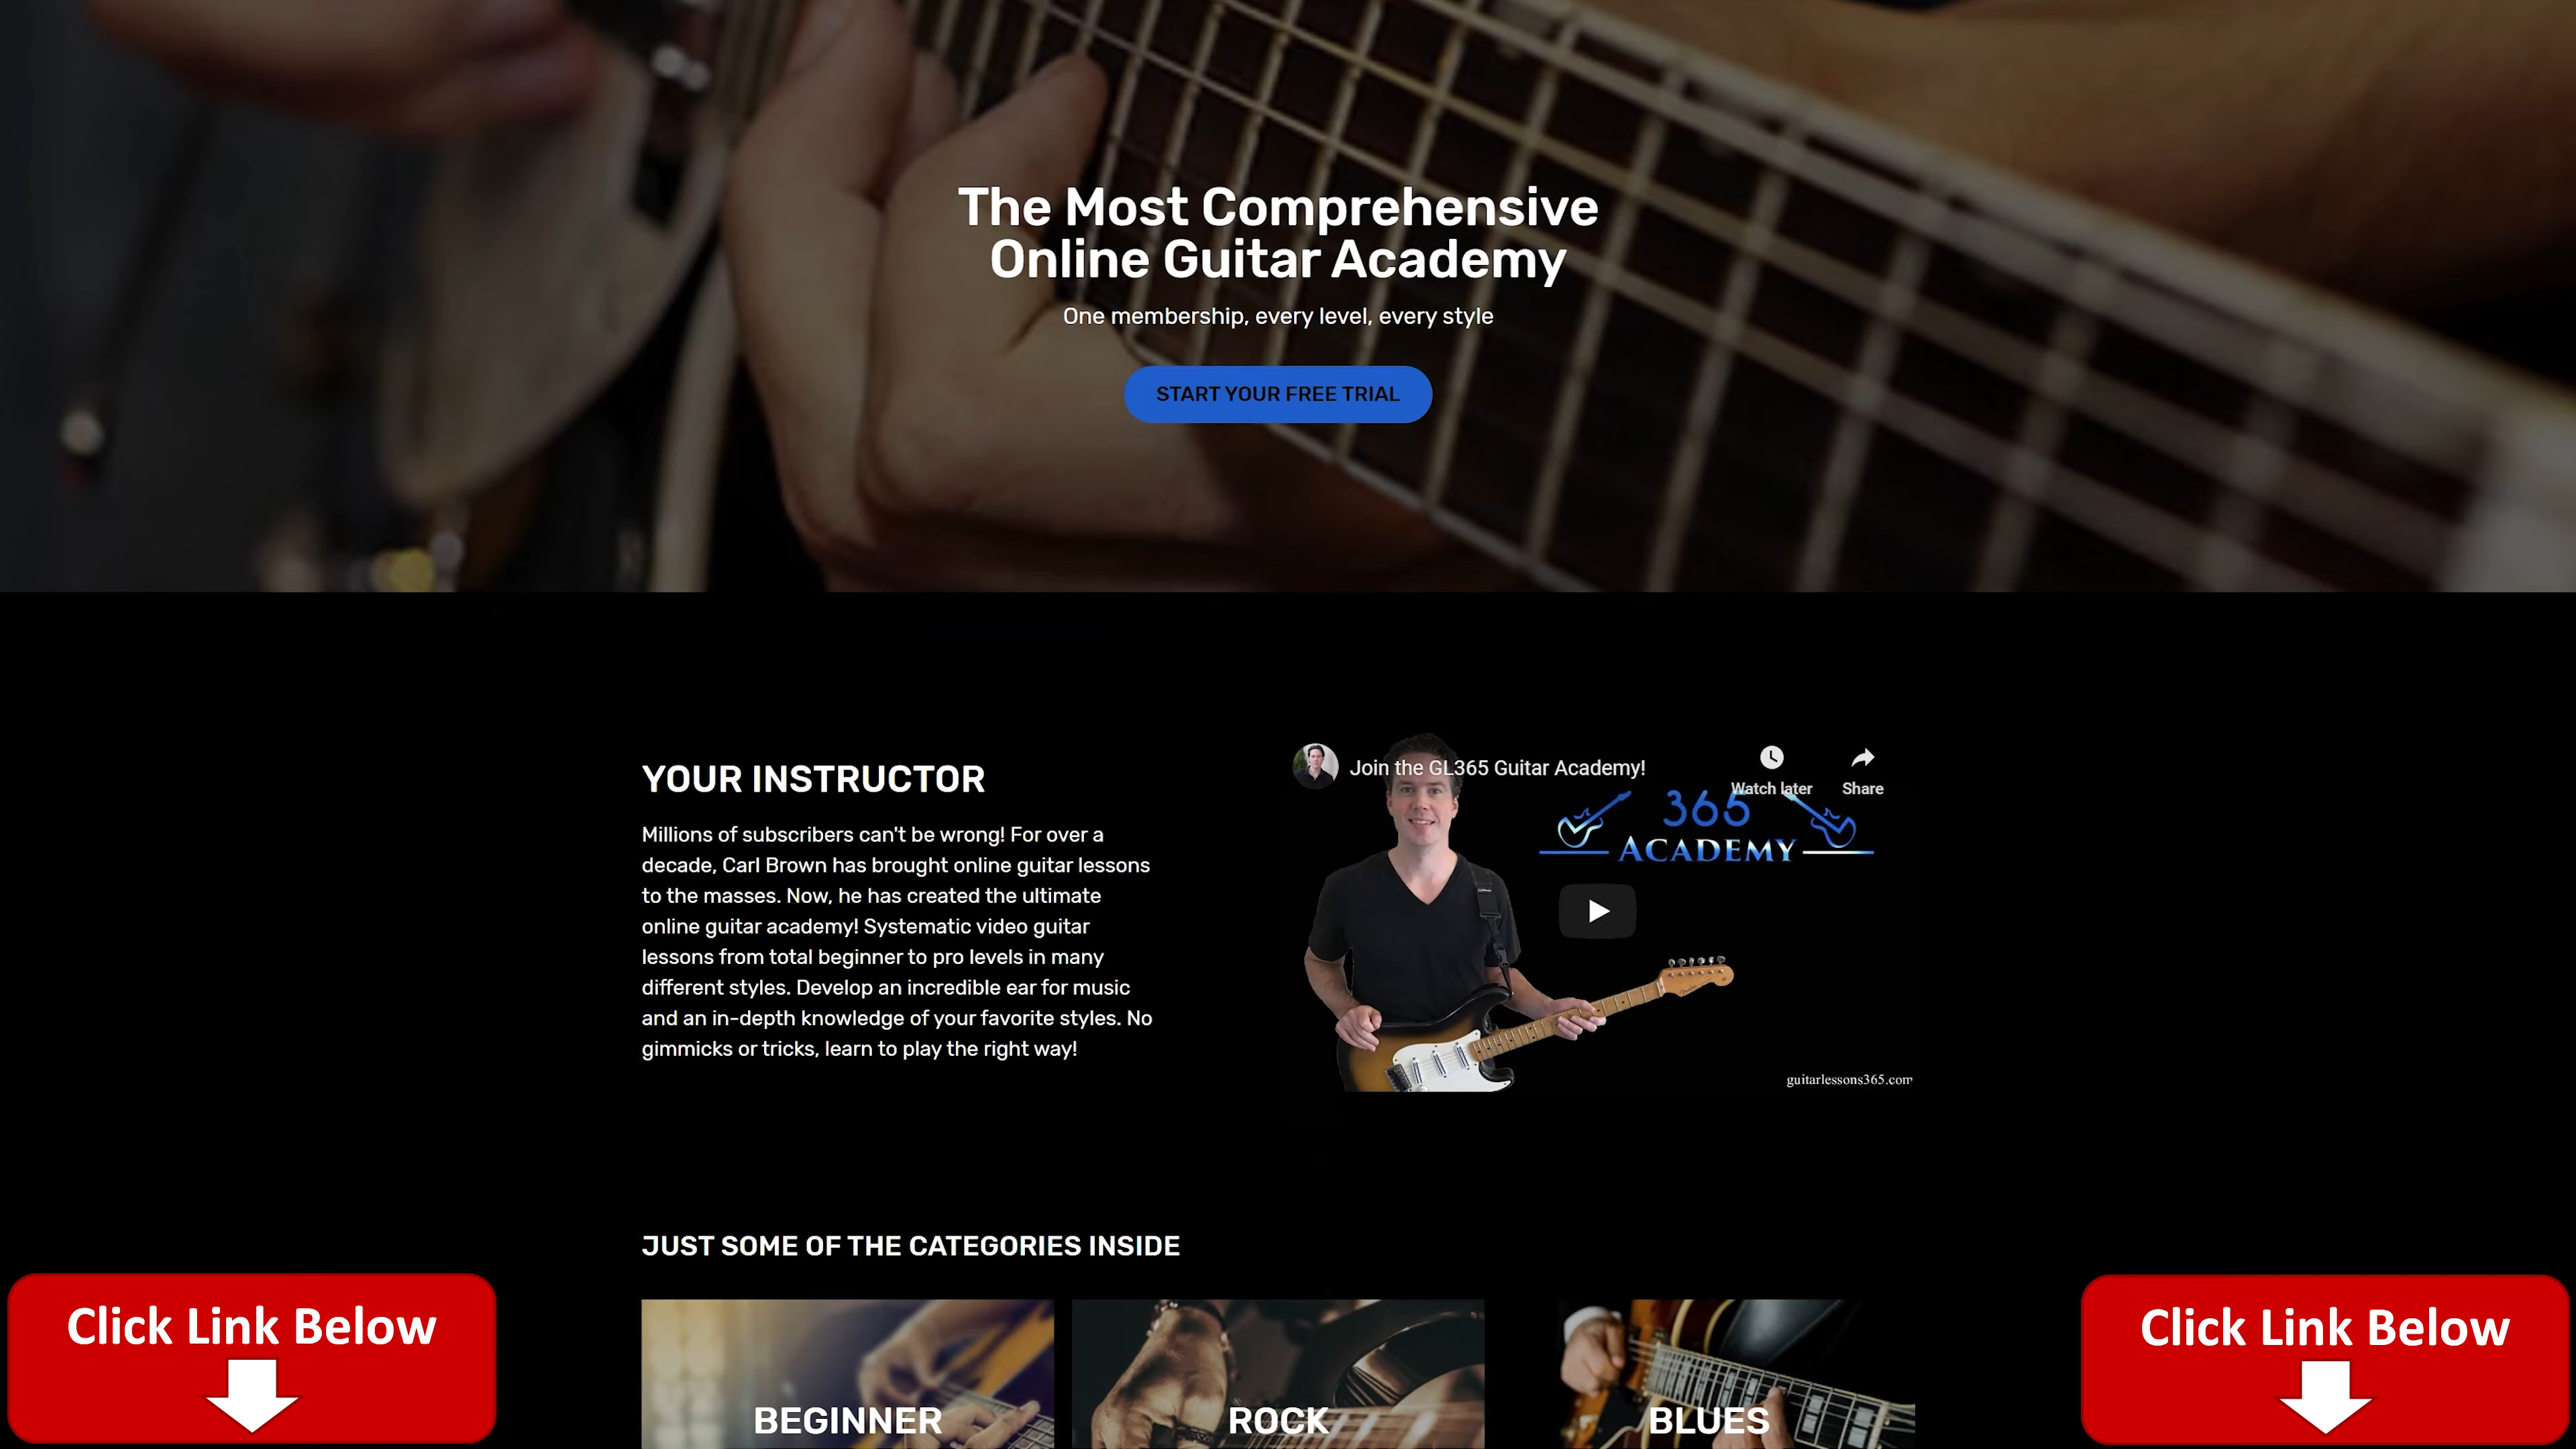 The Most Comprehensive
Online Guitar Academy
One membership, every level, every style
START YOUR FREE TRIAL
YOUR INSTRUCTOR
Millions of subscribers can't be wrong! For over a
decade, Carl Brown has brought online guitar lessons
to the masses. Now, he has created the ultimate
online guitar academy! Systematic video guitar
lessons from total beginner to pro levels in many
different styles. Develop an incredible ear for music
and an in-depth knowledge of your favorite styles. No
gimmicks or tricks, learn to play the right way!
Join the GL365 Guitar Academy!
Watch later
Share
365
ACADEMY
guitarlessons365.com
JUST SOME OF THE CATEGORIES INSIDE
BEGINNER
ROCK
BLUES
Click Link Below
Click Link Below